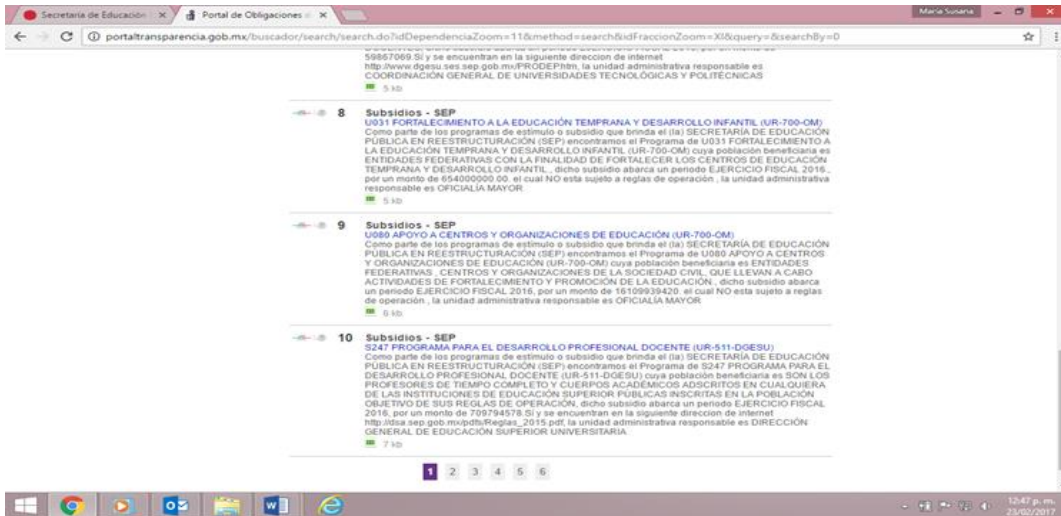 Secretaría de Educación
Portal de Obligaciones d
Maria Susana
portaltransparencia.gob.mx/buscador/search/search.do?idDependenciaZoom=11&method=search&idFraccionZoom=XI&query=&searchBy=0
59867069.Sí y se encuentran en la siguiente direccion de internet
http://www.dgesu.ses.sep.gob.mx/PRODEP.htm, la unidad administrativa responsable es
COORDINACIÓN GENERAL DE UNIVERSIDADES TECNOLÓGICAS Y POLITÉCNICAS
5 kb
8 Subsidios - SEP
U031 FORTALECIMIENTO A LA EDUCACIÓN TEMPRANA Y DESARROLLO INFANTIL (UR-700-OM)
Como parte de los programas de estímulo o subsidio que brinda el (la) SECRETARÍA DE EDUCACIÓN
PÚBLICA EN REESTRUCTURACIÓN (SEP) encontramos el Programa de U031 FORTALECIMIENTO A
LA EDUCACIÓN TEMPRANA Y DESARROLLO INFANTIL (UR-700-OM) cuya población beneficiaria es
ENTIDADES FEDERATIVAS CON LA FINALIDAD DE FORTALECER LOS CENTROS DE EDUCACIÓN
TEMPRANA Y DESARROLLO INFANTIL., dicho subsidio abarca un periodo EJERCICIO FISCAL 2016.,
por un monto de 654000000.00. el cual NO esta sujeto a reglas de operación , la unidad administrativa
responsable es OFICIALÍA MAYOR
5 kb
9 Subsidios - SEP
U080 APOYO A CENTROS Y ORGANIZACIONES DE EDUCACIÓN (UR-700-OM)
Como parte de los programas de estímulo o subsidio que brinda el (la) SECRETARÍA DE EDUCACIÓN
PÚBLICA EN REESTRUCTURACIÓN (SEP) encontramos el Programa de U080 APOYO A CENTROS
Y ORGANIZACIONES DE EDUCACIÓN (UR-700-OM) cuya población beneficiaria es ENTIDADES
FEDERATIVAS , CENTROS Y ORGANIZACIONES DE LA SOCIEDAD CIVIL, QUE LLEVAN A CABO
ACTIVIDADES DE FORTALECIMIENTO Y PROMOCIÓN DE LA EDUCACIÓN., dicho subsidio abarca
un periodo EJERCICIO FISCAL 2016, por un monto de 16109939420. el cual NO esta sujeto a reglas
de operación , la unidad administrativa responsable es OFICIALÍA MAYOR
6 kb
10 Subsidios - SEP
S247 PROGRAMA PARA EL DESARROLLO PROFESIONAL DOCENTE (UR-511-DGESU)
Como parte de los programas de estímulo o subsidio que brinda el (la) SECRETARÍA DE EDUCACIÓN
PÚBLICA EN REESTRUCTURACIÓN (SEP) encontramos el Programa de S247 PROGRAMA PARA EL
DESARROLLO PROFESIONAL DOCENTE (UR-511-DGESU) cuya población beneficiaria es SON LOS
PROFESORES DE TIEMPO COMPLETO Y CUERPOS ACADÉMICOS ADSCRITOS EN CUALQUIERA
DE LAS INSTITUCIONES DE EDUCACIÓN SUPERIOR PÚBLICAS INSCRITAS EN LA POBLACIÓN
OBJETIVO DE SUS REGLAS DE OPERACIÓN, dicho subsidio abarca un periodo EJERCICIO FISCAL
2016, por un monto de 709794578.Sí y se encuentran en la siguiente direccion de internet
http://dsa.sep.gob.mx/pdfs/Reglas_2015.pdf, la unidad administrativa responsable es DIRECCIÓN
GENERAL DE EDUCACIÓN SUPERIOR UNIVERSITARIA
7 kb
1 2 3 4 5 6
12:47 p. m.
23/02/2017